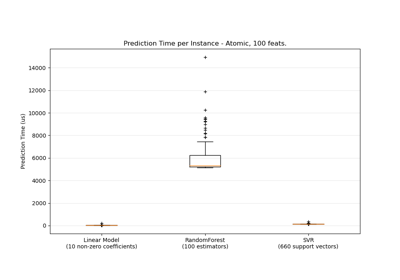 Prediction Time per Instance - Atomic, 100 feats.
14000
12000
10000
8000
6000
4000
2000
0
Prediction Time (us)
Linear Model
(10 non-zero coefficients)
RandomForest
(100 estimators)
SVR
(660 support vectors)